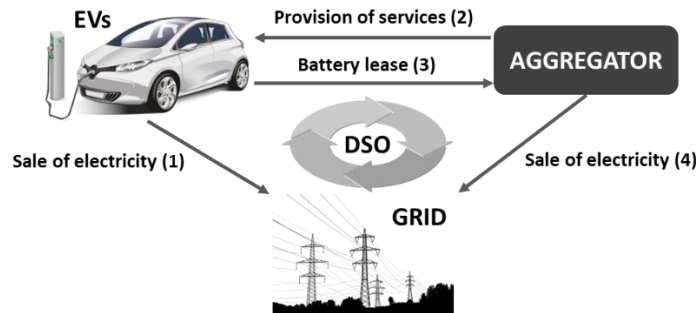 EVs
Provision of services (2)
AGGREGATOR
Battery lease (3)
DSO
Sale of electricity (1)
Sale of electricity (4)
GRID